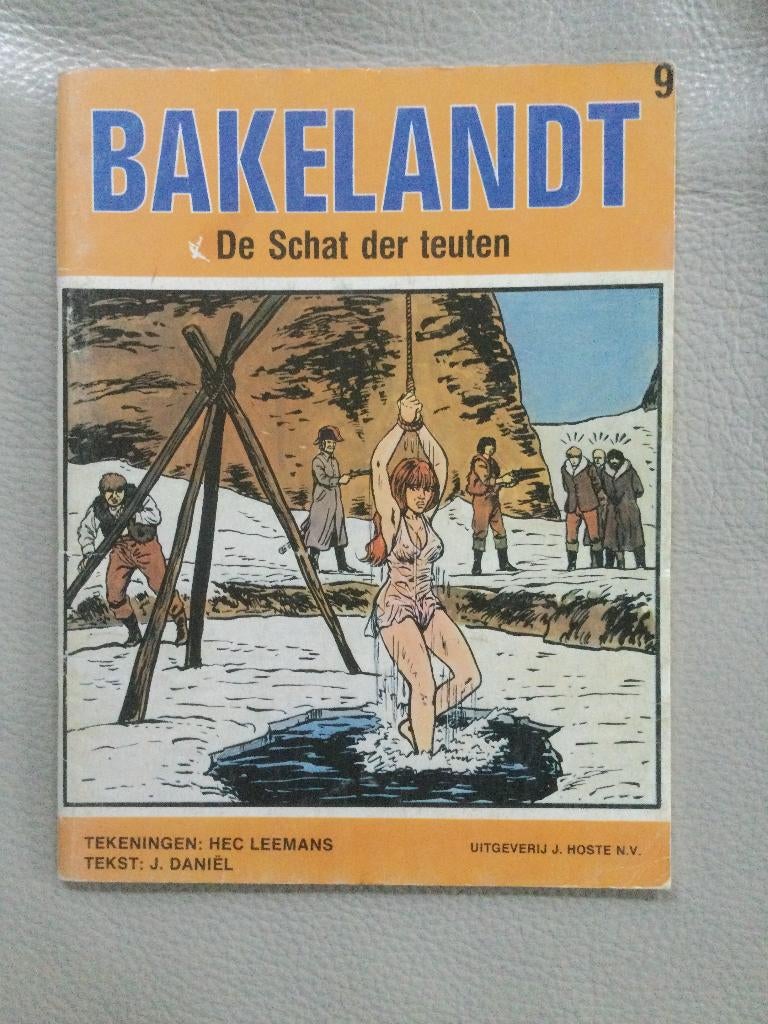 9
BAKELANDT
De Schat der teuten
TEKENINGEN: HEC LEEMANS
TEKST: J. DANIËL
UITGEVERIJ J. HOSTE N.V.